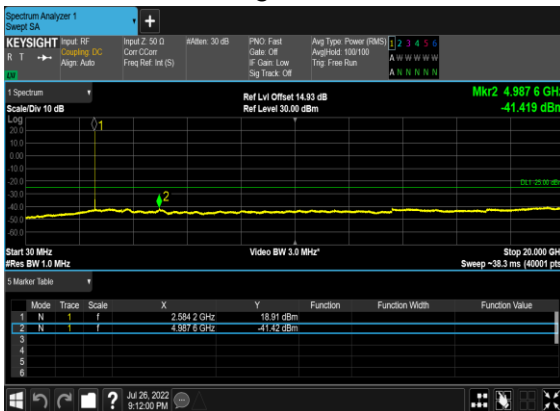 Spectrum Analyzer 1
Swept SA
KEYSIGHT Input: RF Input Z: 50 Ω #Atten: 30 dB PNO: Fast Avg Type: Power (RMS) 1 2 3 4 5 6
R T Coupling: DC Corr CCorr Gate: Off Avg|Hold: 100/100 A W W W W W
Align: Auto Freq Ref: Int (S) IF Gain: Low Trig: Free Run
Sig Track: Off A N N N N N
LV
1 Spectrum
Scale/Div 10 dB
Ref Lvl Offset 14.93 dB
Ref Level 30.00 dBm
Mkr2 4.987 6 GHz
-41.419 dBm
Log
20.0
10.0
0.00
-10.0
-20.0
-30.0
-40.0
-50.0
-60.0
1
2
DL1 -25.00 dBm
Start 30 MHz Video BW 3.0 MHz* Stop 20.000 GHz
#Res BW 1.0 MHz Sweep ~38.3 ms (40001 pts)
5 Marker Table
Mode Trace Scale X Y Function Function Width Function Value
1 N 1 f 2.584 2 GHz 18.91 dBm
2 N 1 f 4.987 6 GHz -41.42 dBm
3
4
5
6
? Jul 26, 2022
9:12:00 PM